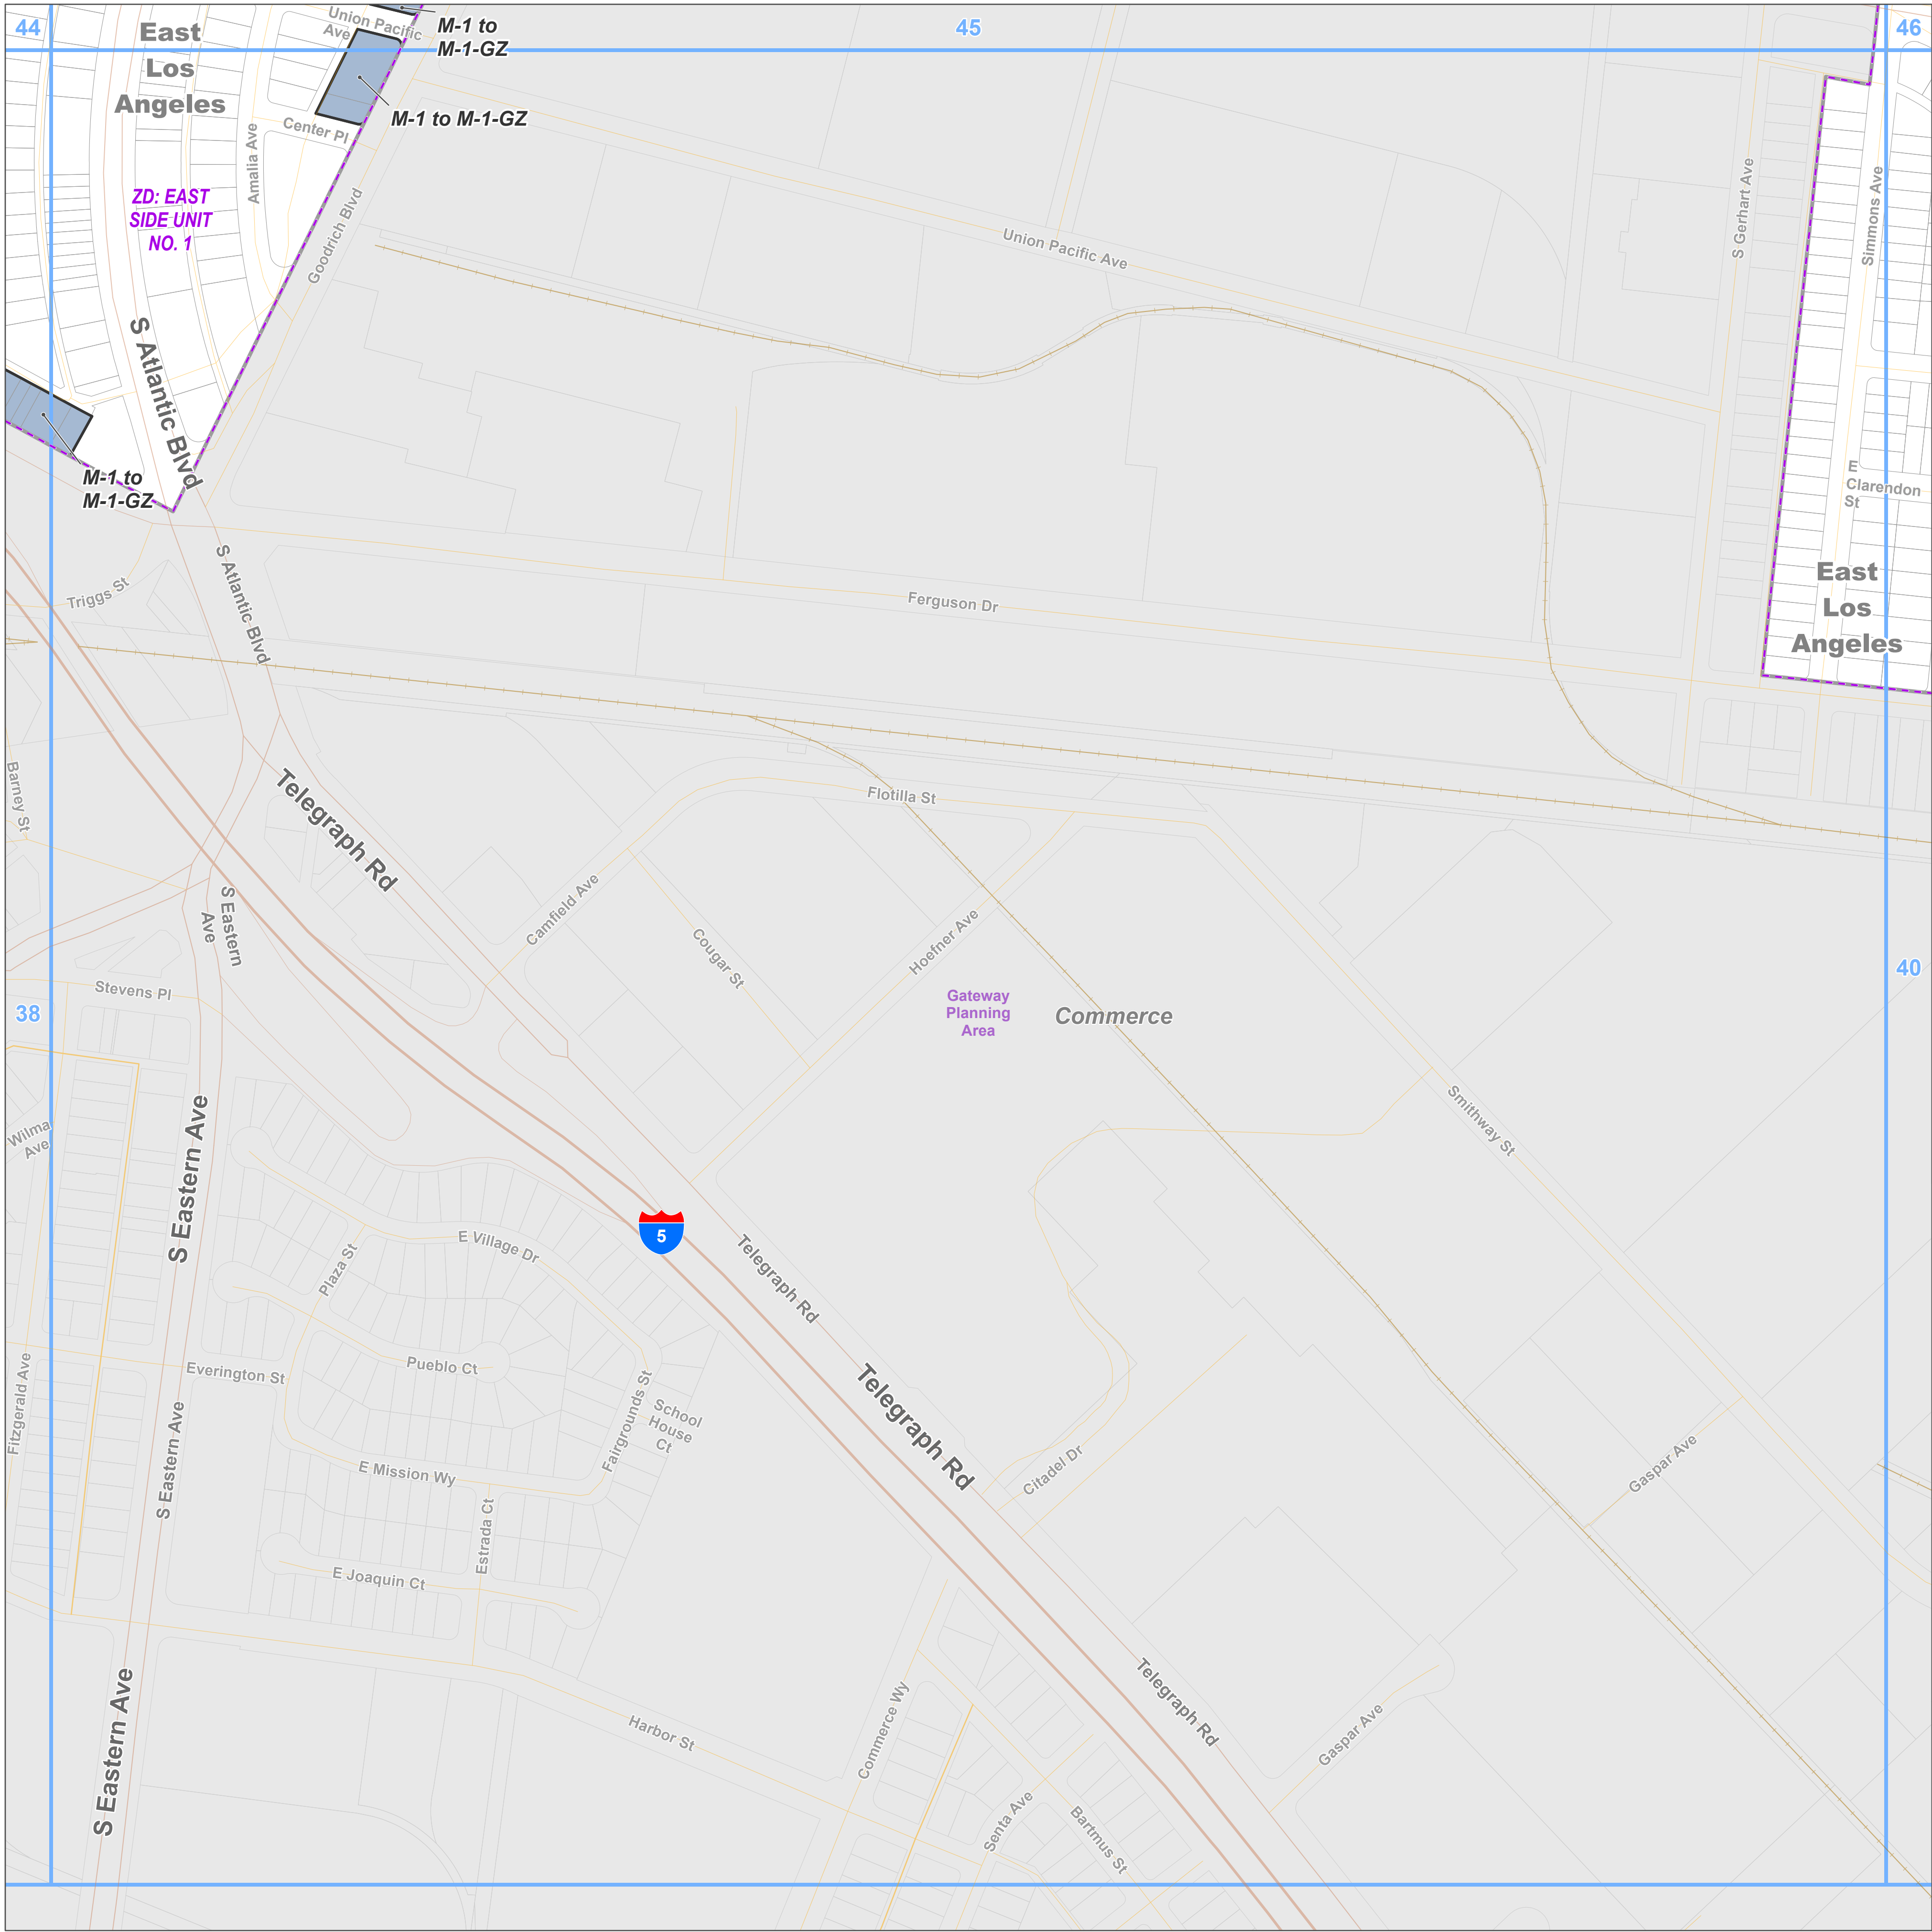 44
45
46
East
Los
Angeles
Union Pacific
Ave
M-1 to
M-1-GZ
M-1 to M-1-GZ
Center Pl
Amalia Ave
ZD: EAST
SIDE UNIT
NO. 1
Goodrich Blvd
Union Pacific Ave
S Gerhart Ave
Simmons Ave
S Atlantic Blvd
M-1 to
M-1-GZ
E
Clarendon
St
East
Los
Angeles
S Atlantic Blvd
Triggs St
Ferguson Dr
Barney St
Telegraph Rd
Flotilla St
Camfield Ave
Cougar St
Hoefner Ave
S Eastern
Ave
Stevens Pl
38
40
Gateway
Planning
Area
Commerce
Wilma
Ave
S Eastern Ave
Smithway St
E Village Dr
Plaza St
5
Telegraph Rd
Pueblo Ct
Everington St
Fitzgerald Ave
Fairgrounds St
School
House
Ct
Telegraph Rd
Citadel Dr
Gaspar Ave
S Eastern Ave
E Mission Wy
Estrada Ct
E Joaquin Ct
S Eastern Ave
Harbor St
Commerce Wy
Telegraph Rd
Gaspar Ave
Senta Ave
Bartmus St